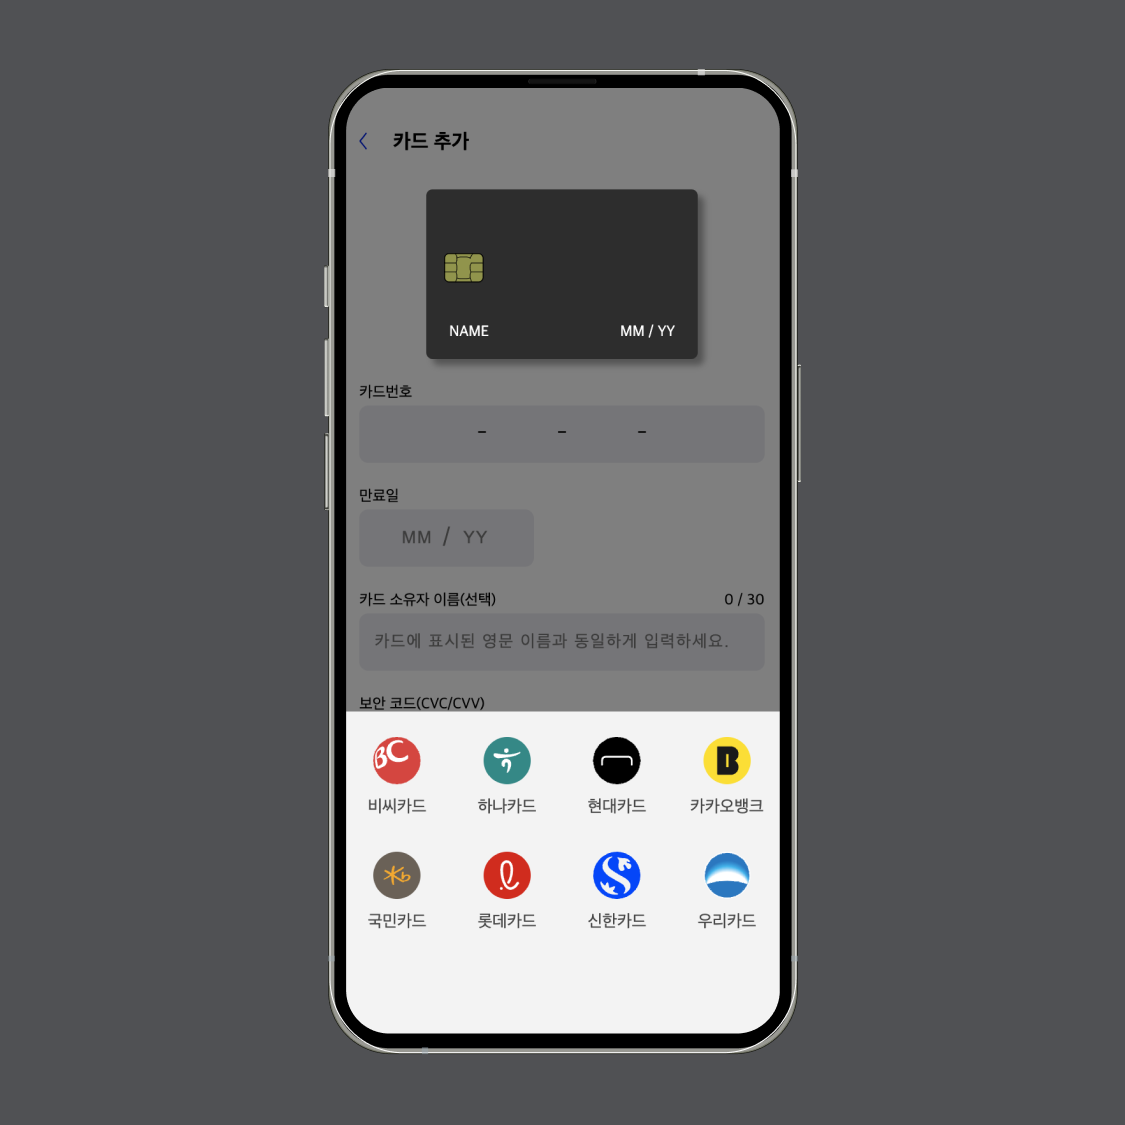 카드 추가
NAME MM / YY
카드번호
- - -
만료일
MM / YY
카드 소유자 이름(선택) 0 / 30
카드에 표시된 영문 이름과 동일하게 입력하세요.
보안 코드(CVC/CVV)
BC
B
비씨카드 하나카드 현대카드 카카오뱅크
Kb
국민카드 롯데카드 신한카드 우리카드